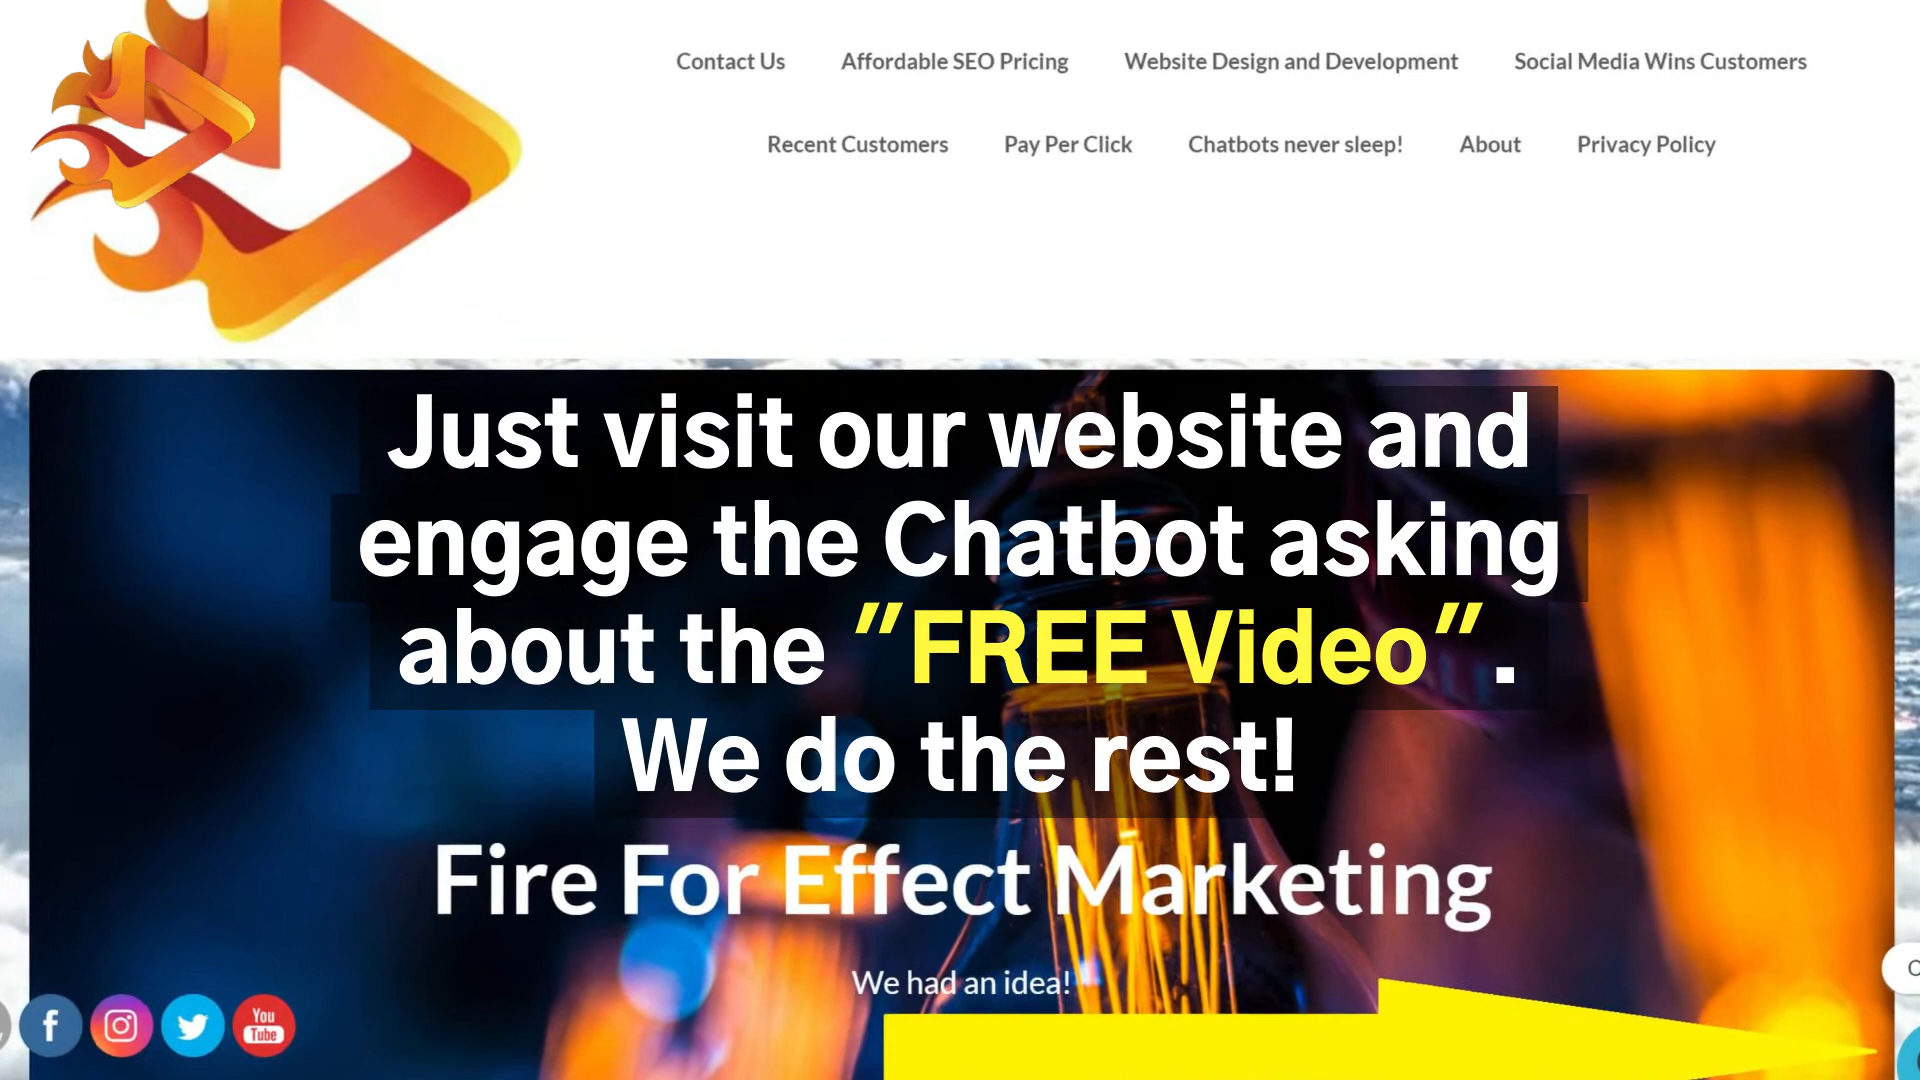 Contact Us Affordable SEO Pricing Website Design and Development Social Media Wins Customers
Recent Customers Pay Per Click Chatbots never sleep! About Privacy Policy
Just visit our website and
engage the Chatbot asking
about the "FREE Video".
We do the rest!
Fire For Effect Marketing
We had an idea!
You
Tube